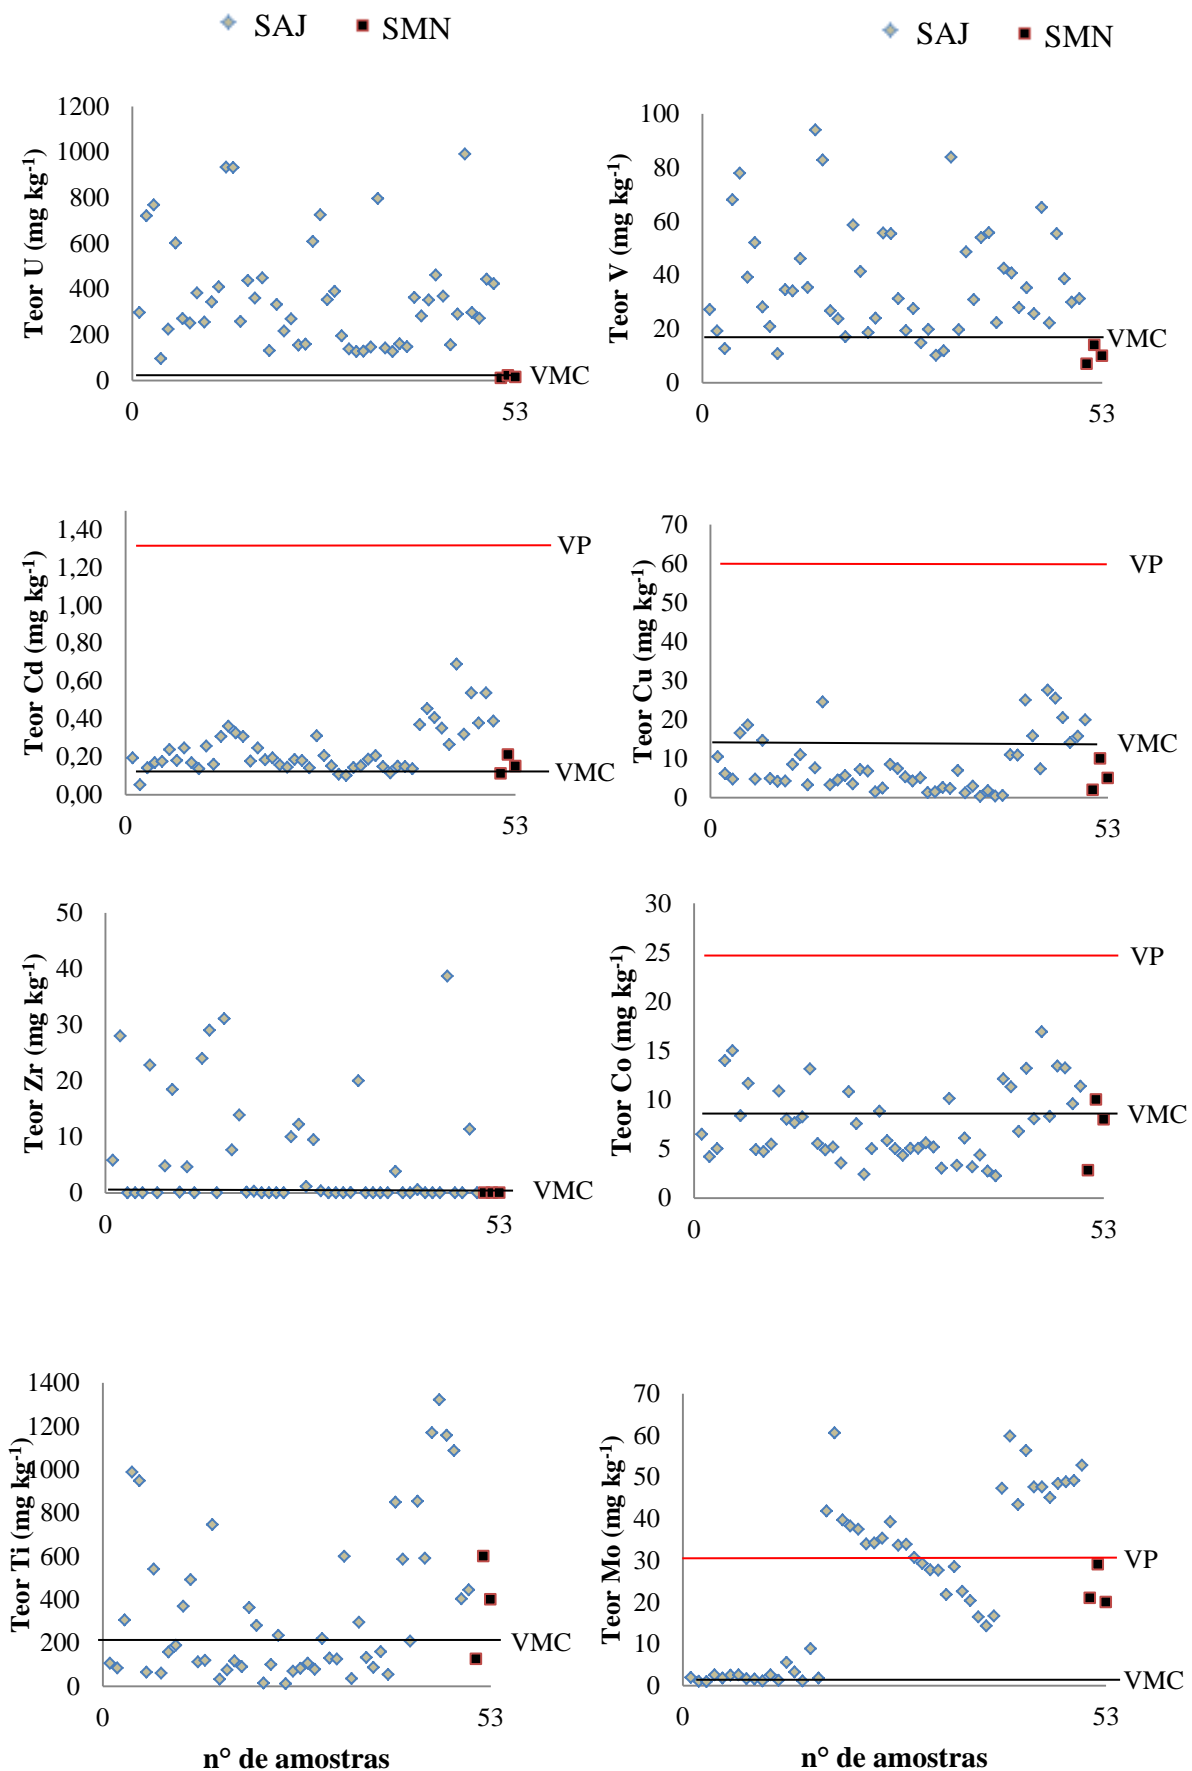 SAJ SMN
SAJ SMN
Teor U (mg kg-1)
1200
1000
800
600
400
200
0
VMC
0 53
Teor V (mg kg-1)
100
80
60
40
20
0
VMC
0 53
Teor Cd (mg kg-1)
1,40
1,20
1,00
0,80
0,60
0,40
0,20
0,00
VP
VMC
0 53
Teor Cu (mg kg-1)
70
60
50
40
30
20
10
0
VP
VMC
0 53
Teor Zr (mg kg-1)
50
40
30
20
10
0
VMC
0 53
Teor Co (mg kg-1)
30
25
20
15
10
5
0
VP
VMC
0 53
Teor Ti (mg kg-1)
1400
1200
1000
800
600
400
200
0
VMC
0 53
n° de amostras
Teor Mo (mg kg-1)
70
60
50
40
30
20
10
0
VP
VMC
0 53
n° de amostras